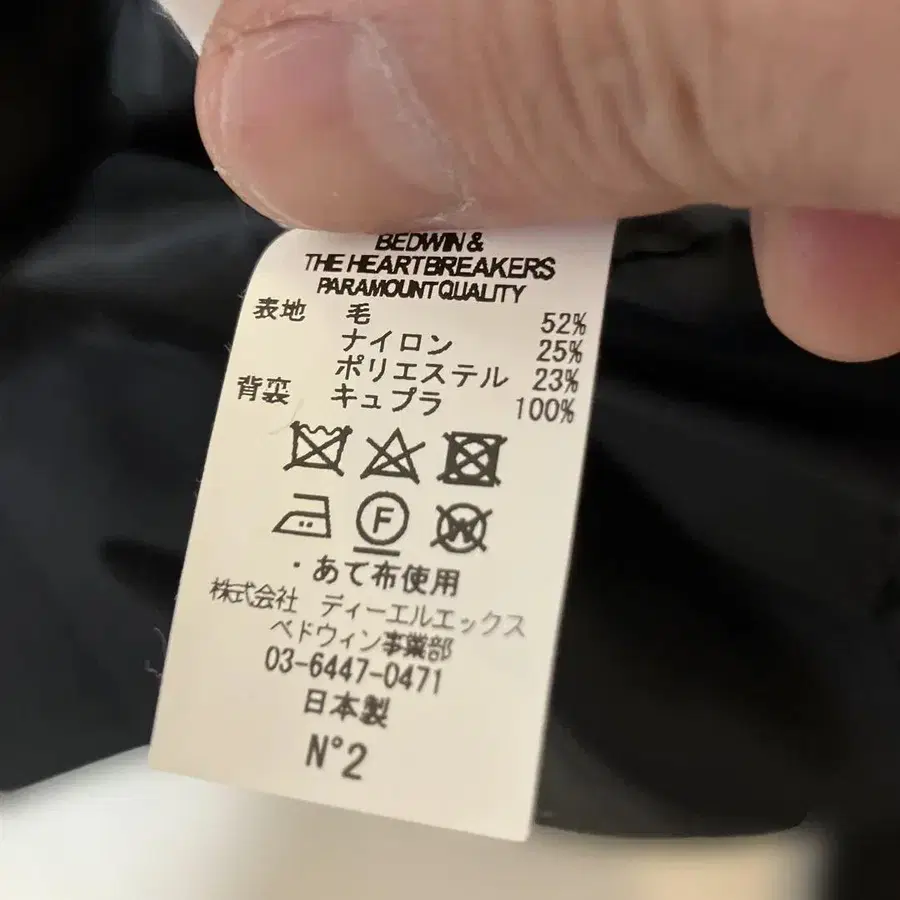 BEDWIN &
THE HEARTBREAKERS
PARAMOUNT QUALITY
表地 毛 52%
ナイロン 25%
ポリエステル 23%
背裏 キュプラ 100%
F
W
・あて布使用
株式会社 ディーエルエックス
ベドウィン事業部
03-6447-0471
日本製
N°2